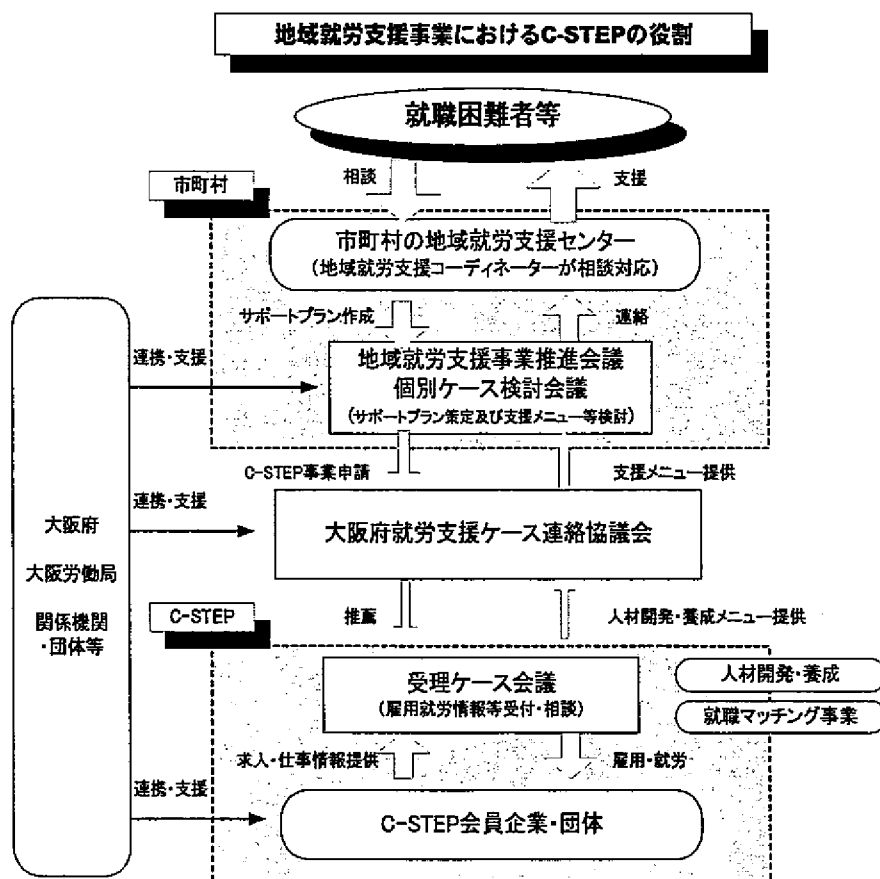 地域就労支援事業におけるC-STEPの役割
就職困難者等
相談
支援
市町村
市町村の地域就労支援センター
(地域就労支援コーディネーターが相談対応)
サポートプラン作成
連絡
連携・支援
地域就労支援事業推進会議
個別ケース検討会議
(サポートプラン策定及び支援メニュー等検討)
C-STEP事業申請
支援メニュー提供
連携・支援
大阪府就労支援ケース連絡協議会
大阪府
大阪労働局
関係機関
・団体等
推薦
人材開発・養成メニュー提供
C-STEP
受理ケース会議
(雇用就労情報等受付・相談)
人材開発・養成
就職マッチング事業
求人・仕事情報提供
雇用・就労
連携・支援
C-STEP会員企業・団体